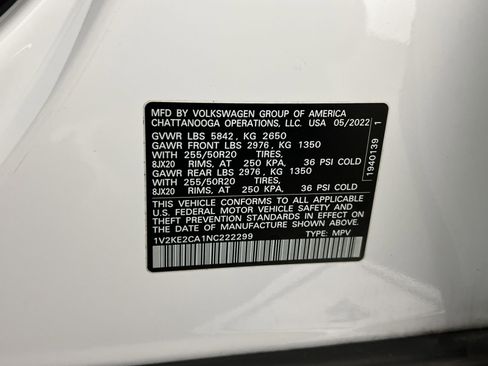 MFD BY VOLKSWAGEN GROUP OF AMERICA
CHATTANOOGA OPERATIONS, LLC. USA 05/2022
GVWR LBS 5842, KG 2650
GAWR FRONT LBS 2976, KG 1350
WITH 255/50R20 TIRES,
8JX20 RIMS, AT 250 KPA, 36 PSI COLD
GAWR REAR LBS 2976, KG 1350
WITH 255/50R20 TIRES,
8JX20 RIMS, AT 250 KPA, 36 PSI COLD
THIS VEHICLE CONFORMS TO ALL APPLICABLE
U.S. FEDERAL MOTOR VEHICLE SAFETY AND
THEFT PREVENTION STANDARDS IN EFFECT ON
THE DATE OF MANUFACTURE SHOWN ABOVE.
1V2KE2CA1NC222299 TYPE: MPV
1940139 1